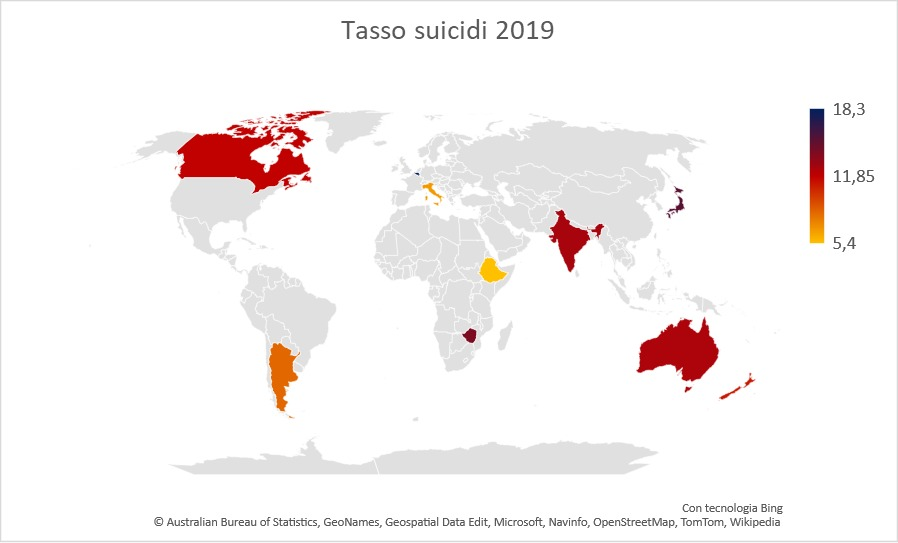 Tasso suicidi 2019
18,3
11,85
5,4
Con tecnologia Bing
© Australian Bureau of Statistics, GeoNames, Geospatial Data Edit, Microsoft, Navinfo, OpenStreetMap, TomTom, Wikipedia